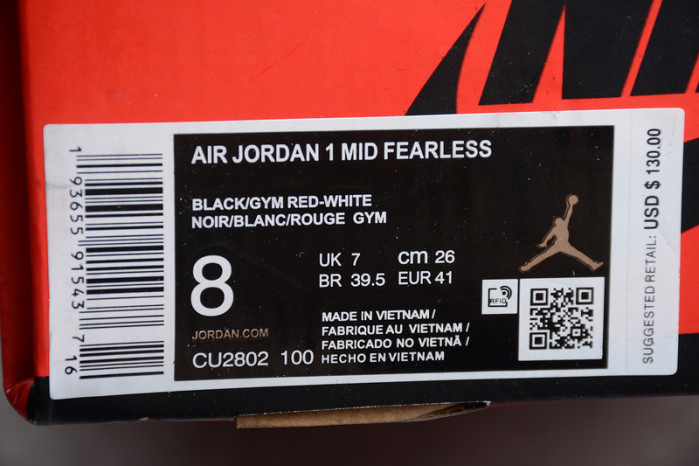 AIR JORDAN 1 MID FEARLESS
BLACK/GYM RED-WHITE
NOIR/BLANC/ROUGE GYM
8
UK 7 cm 26
BR 39.5 EUR 41
JORDAN.COM
CU2802 100
MADE IN VIETNAM/
FABRIQUE AU VIETNAM /
FABRICADO NO VIETNÃ /
HECHO EN VIETNAM
RFID
1 93655 91543 7 16
SUGGESTED RETAIL: USD $ 130.00